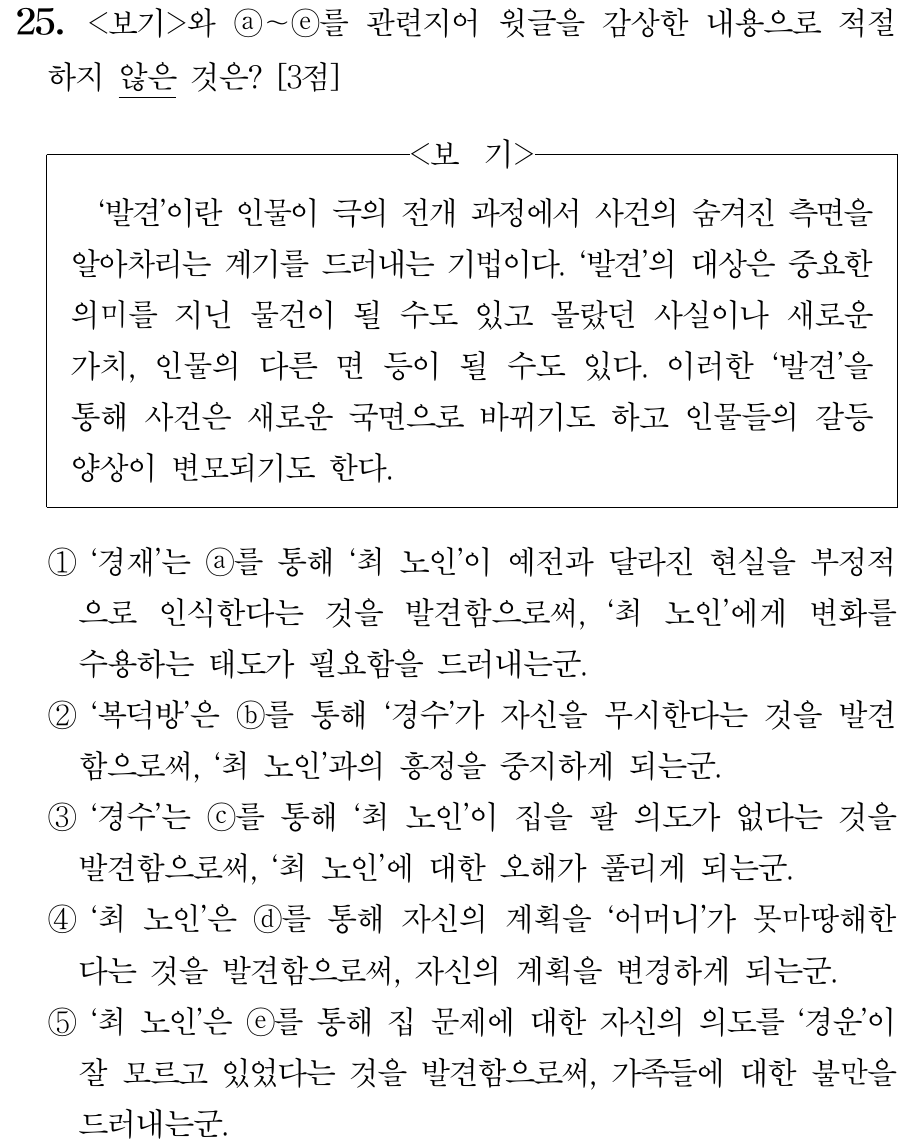 25. <보기>와 ⓐ~ⓔ를 관련지어 윗글을 감상한 내용으로 적절
하지 않은 것은? [3점]
<보 기>
‘발견’이란 인물이 극의 전개 과정에서 사건의 숨겨진 측면을
알아차리는 계기를 드러내는 기법이다. ‘발견’의 대상은 중요한
의미를 지닌 물건이 될 수도 있고 몰랐던 사실이나 새로운
가치, 인물의 다른 면 등이 될 수도 있다. 이러한 ‘발견’을
통해 사건은 새로운 국면으로 바뀌기도 하고 인물들의 갈등
양상이 변모되기도 한다.
① ‘경재’는 ⓐ를 통해 ‘최 노인’이 예전과 달라진 현실을 부정적
으로 인식한다는 것을 발견함으로써, ‘최 노인’에게 변화를
수용하는 태도가 필요함을 드러내는군.
② ‘복덕방’은 ⓑ를 통해 ‘경수’가 자신을 무시한다는 것을 발견
함으로써, ‘최 노인’과의 흥정을 중지하게 되는군.
③ ‘경수’는 ⓒ를 통해 ‘최 노인’이 집을 팔 의도가 없다는 것을
발견함으로써, ‘최 노인’에 대한 오해가 풀리게 되는군.
④ ‘최 노인’은 ⓓ를 통해 자신의 계획을 ‘어머니’가 못마땅해한
다는 것을 발견함으로써, 자신의 계획을 변경하게 되는군.
⑤ ‘최 노인’은 ⓔ를 통해 집 문제에 대한 자신의 의도를 ‘경운’이
잘 모르고 있었다는 것을 발견함으로써, 가족들에 대한 불만을
드러내는군.